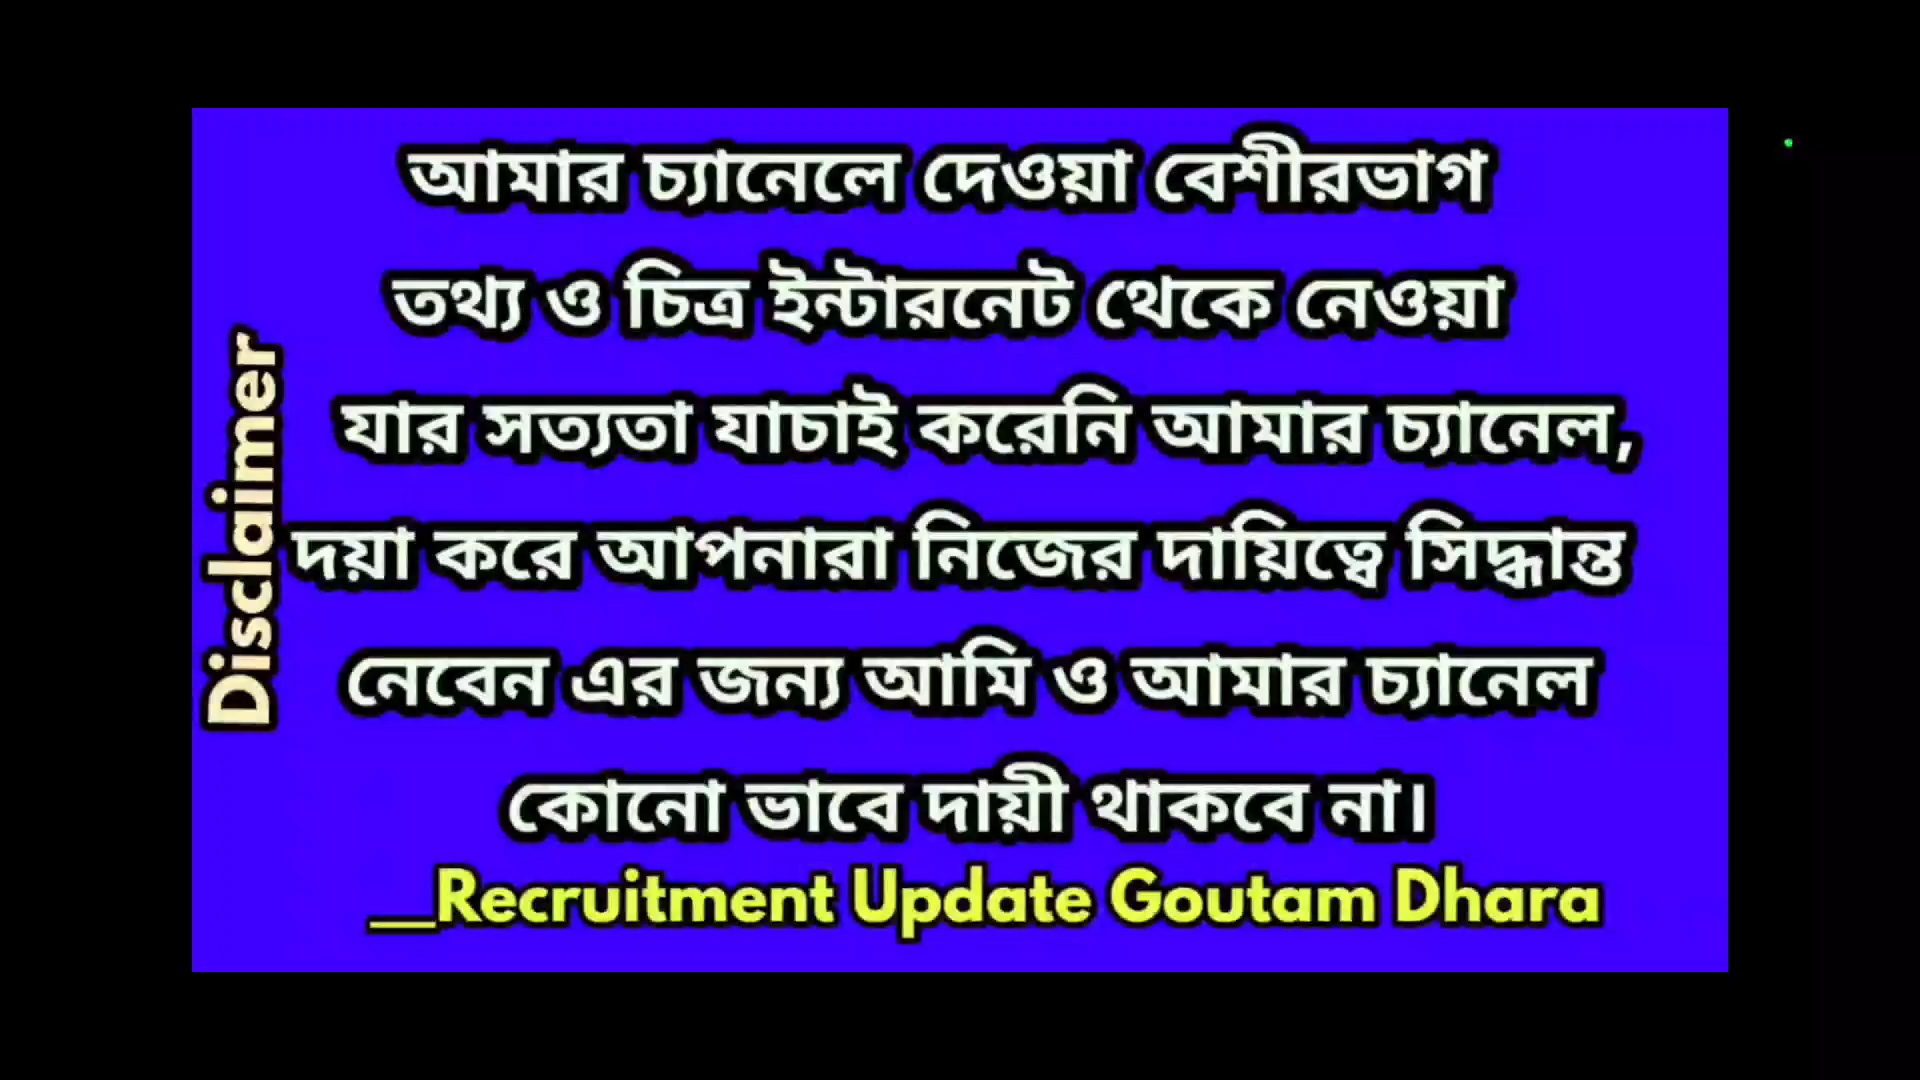 আমার চ্যানেলে দেওয়া বেশীরভাগ
তথ্য ও চিত্র ইন্টারনেট থেকে নেওয়া
যার সত্যতা যাচাই করেনি আমার চ্যানেল,
দয়া করে আপনারা নিজের দায়িত্বে সিদ্ধান্ত
নেবেন এর জন্য আমি ও আমার চ্যানেল
কোনো ভাবে দায়ী থাকবে না।
__Recruitment Update Goutam Dhara
Disclaimer